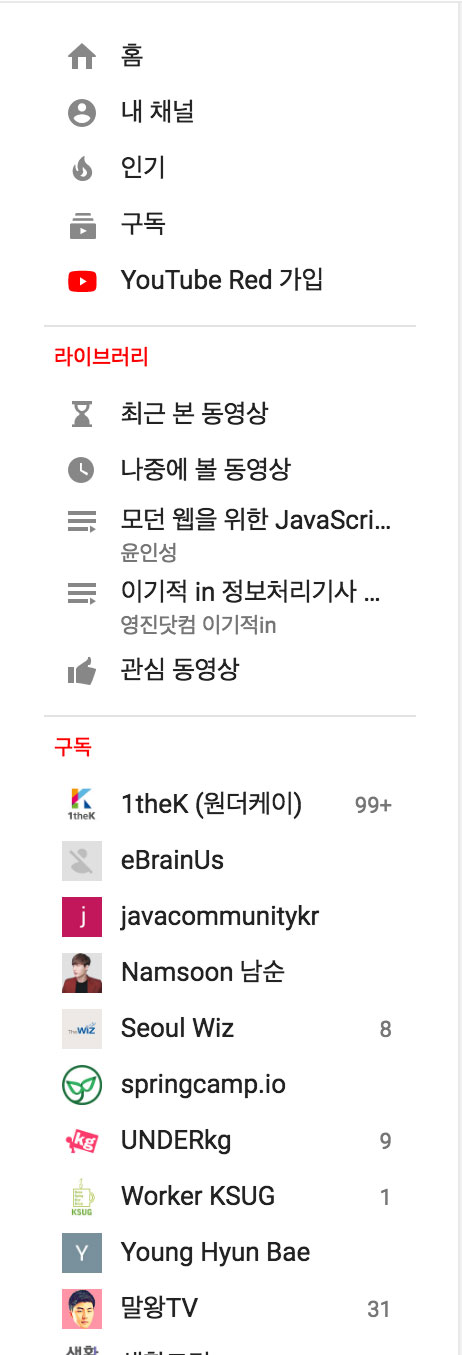 홈
내 채널
인기
구독
YouTube Red 가입
라이브러리
최근 본 동영상
나중에 볼 동영상
모던 웹을 위한 JavaScri...
윤인성
이기적 in 정보처리기사 ...
영진닷컴 이기적in
관심 동영상
구독
1theK
1theK (원더케이) 99+
eBrainUs
j
javacommunitykr
Namsoon 남순
TheWIZ
Seoul Wiz 8
springcamp.io
kg
UNDERkg 9
KSUG
Worker KSUG 1
Y
Young Hyun Bae
말왕TV 31